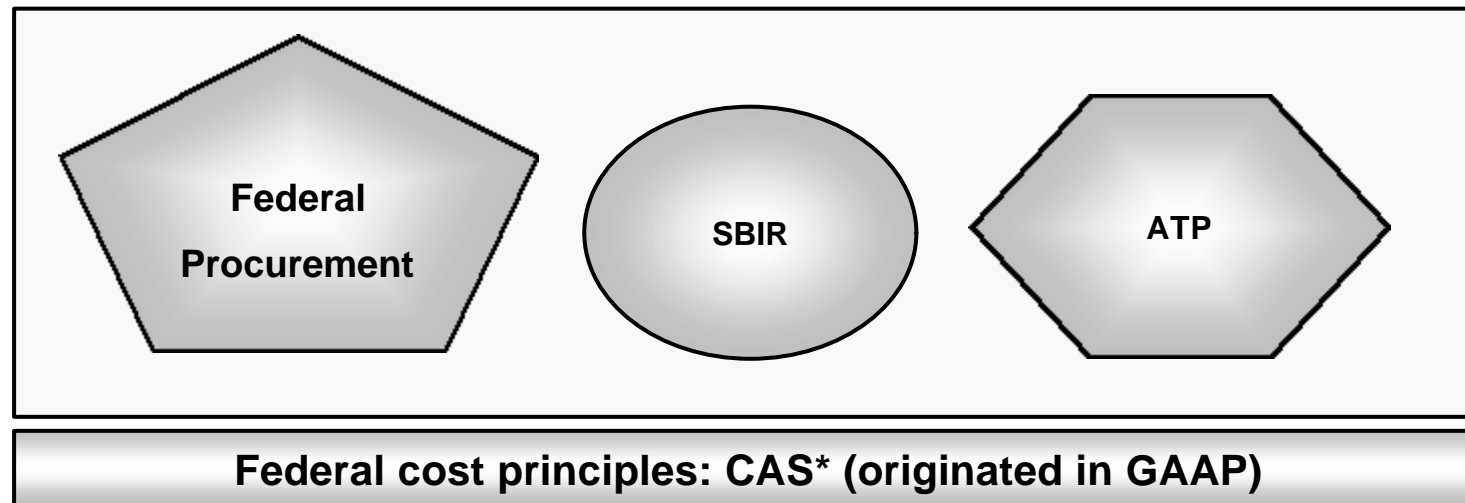 Federal
Procurement
SBIR
ATP
Federal cost principles: CAS* (originated in GAAP)